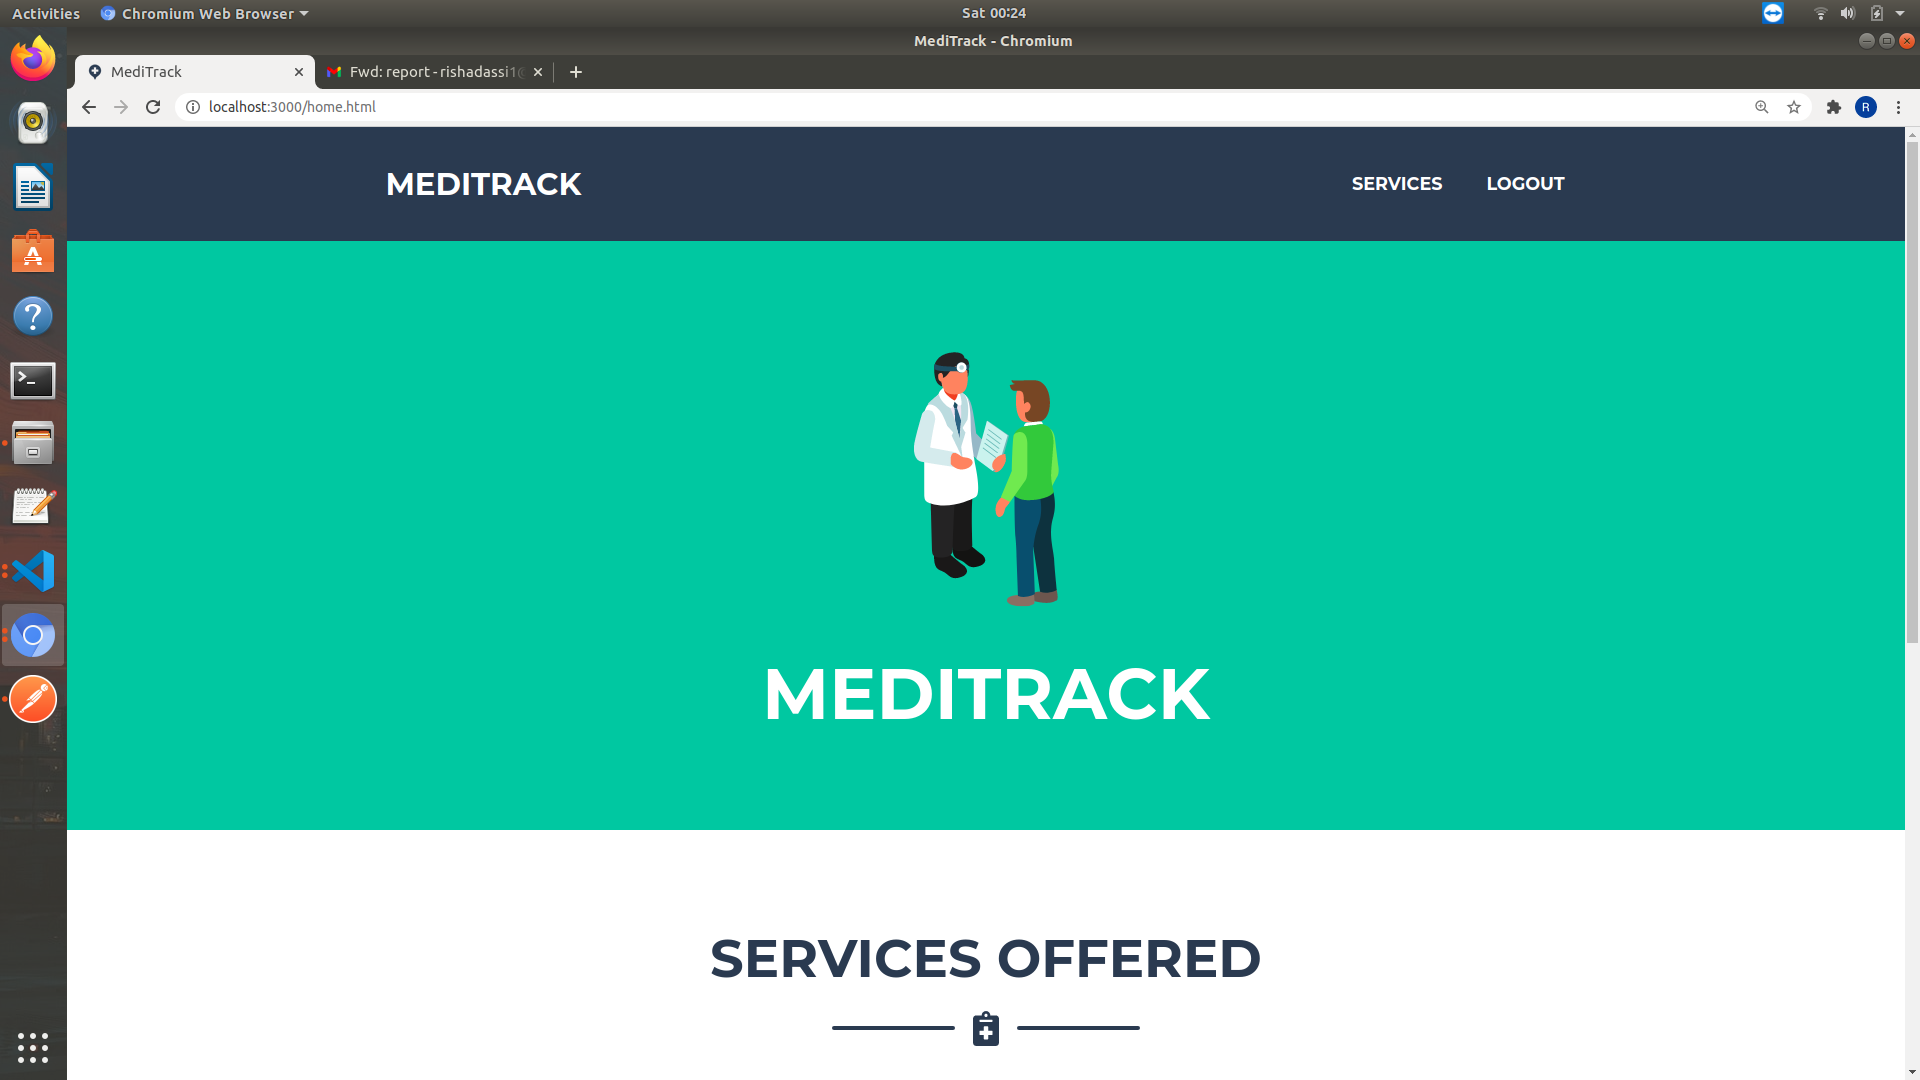 Activities
Chromium Web Browser
Sat 00:24
MediTrack - Chromium
MediTrack
Fwd: report - rishadassi1@
localhost:3000/home.html
R
MEDITRACK
SERVICES
LOGOUT
MEDITRACK
SERVICES OFFERED